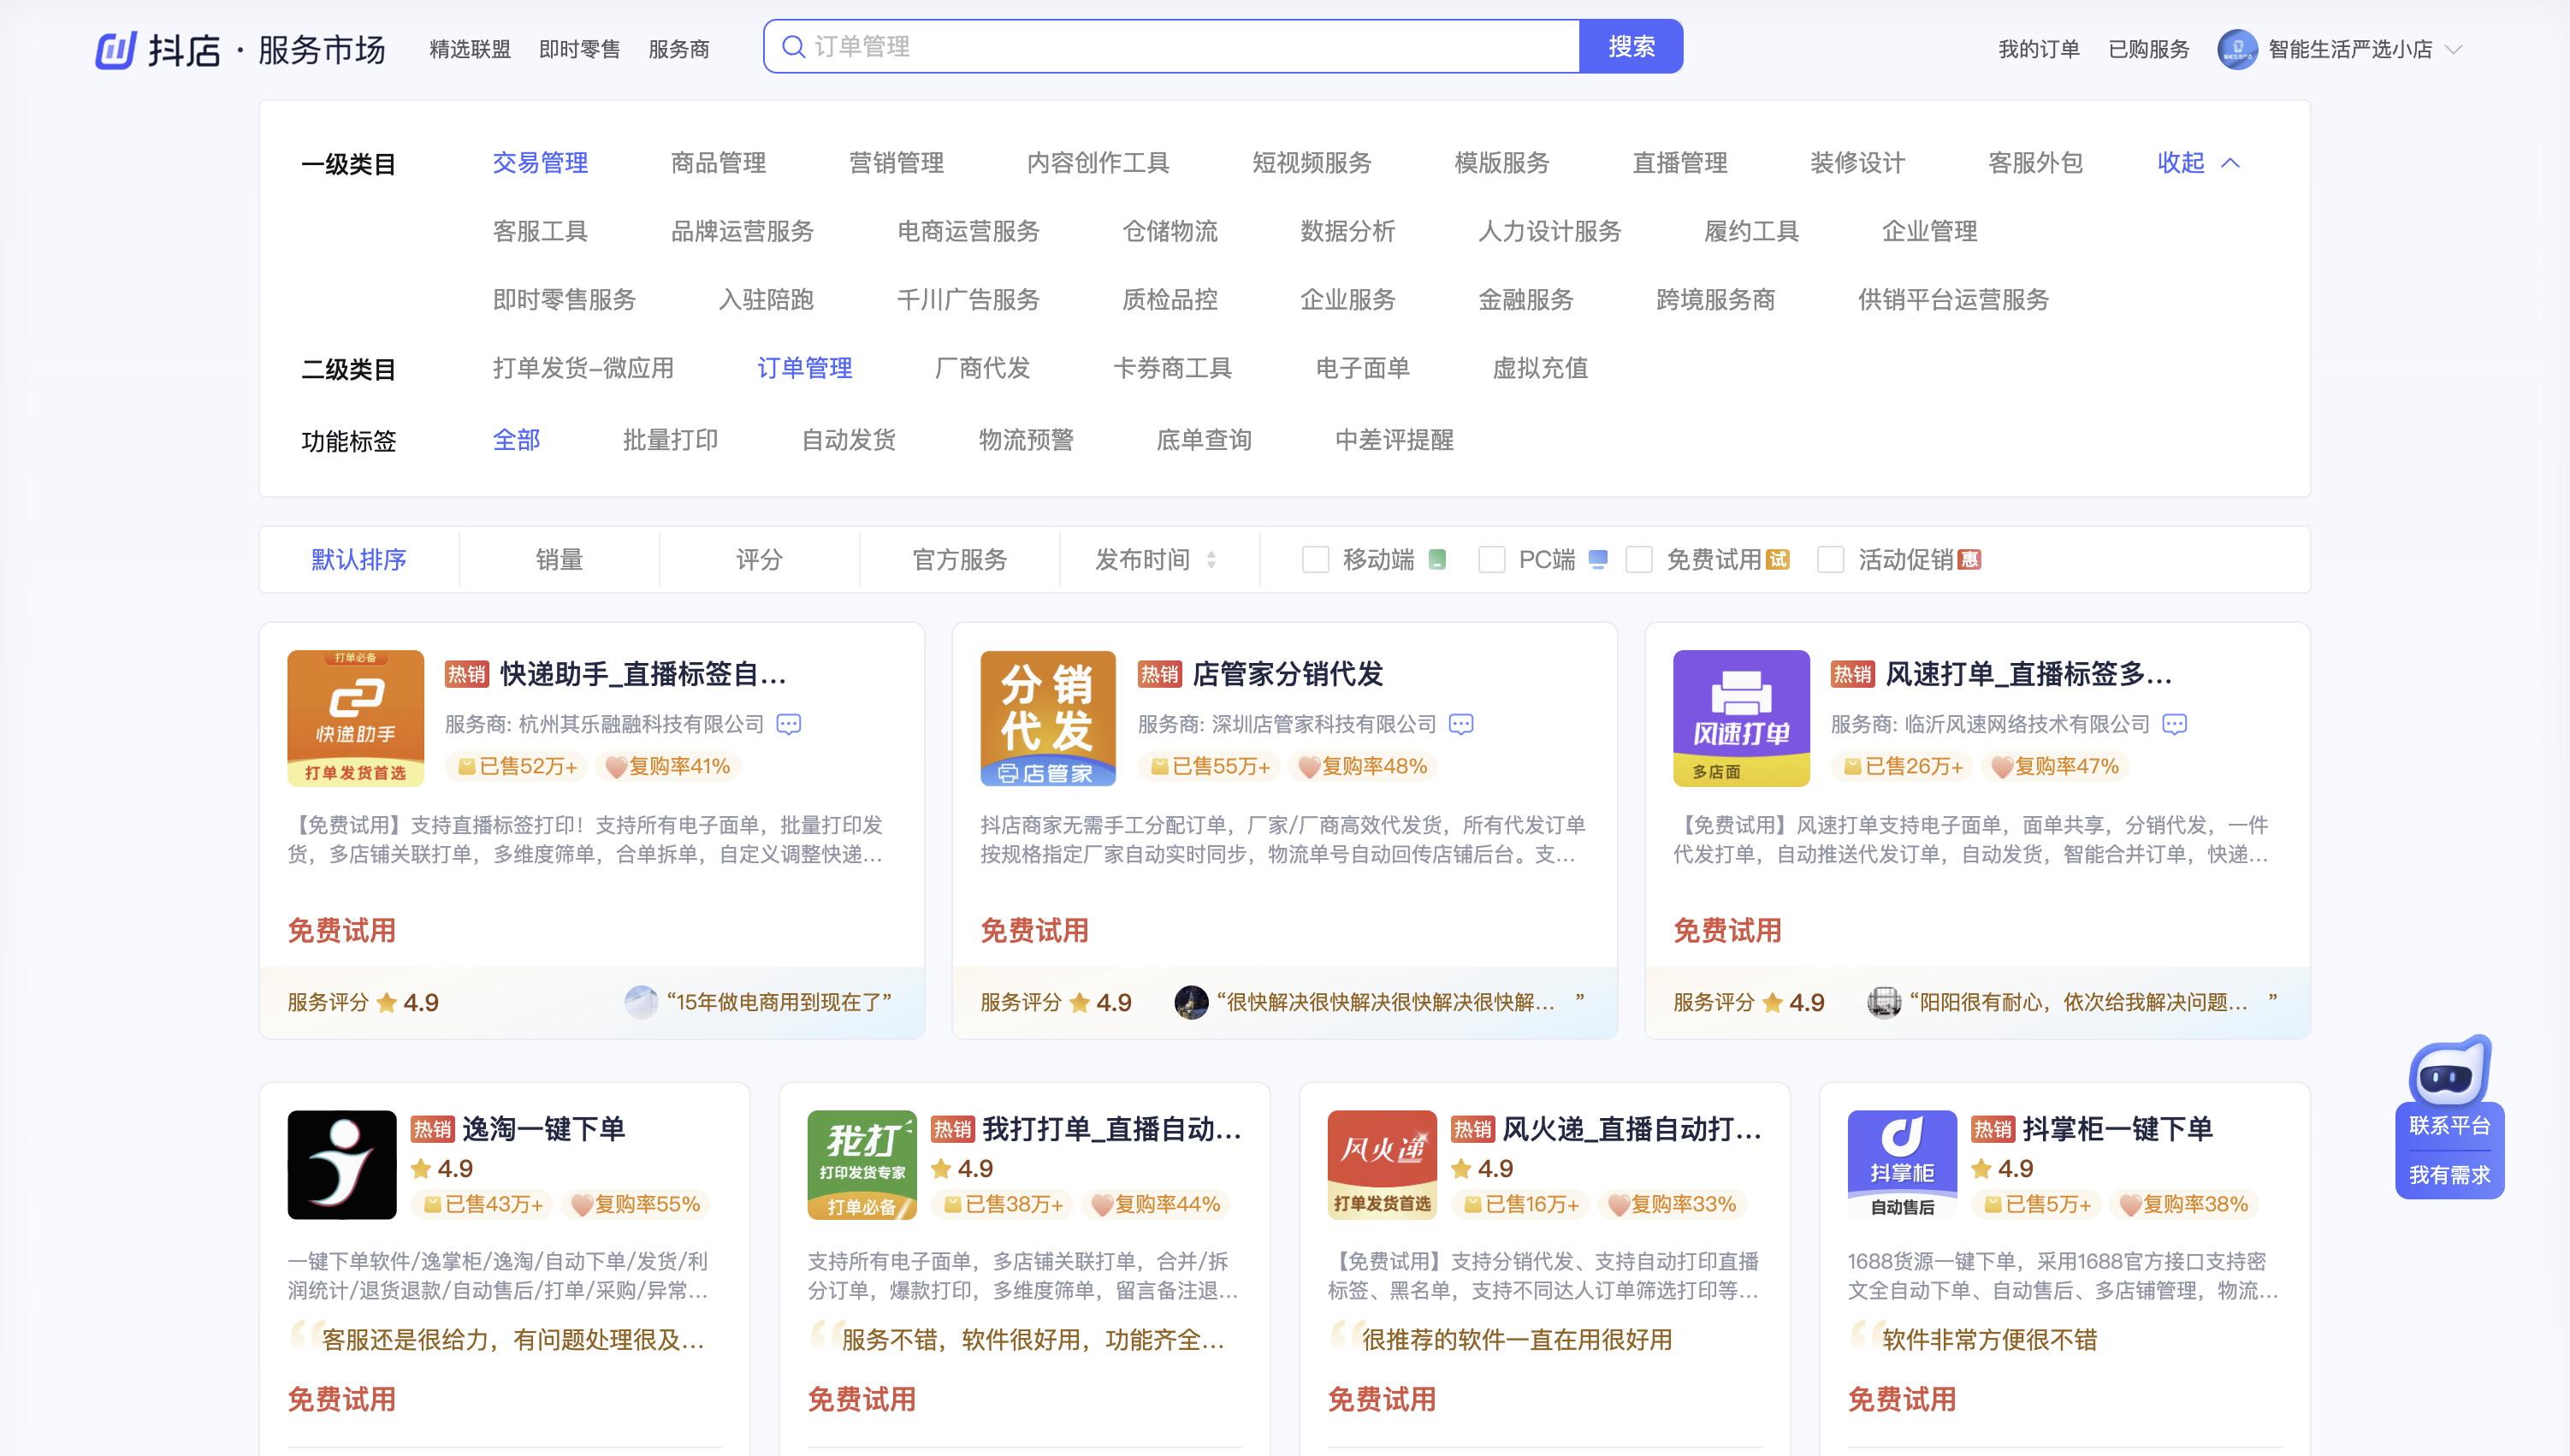 抖店 · 服务市场
精选联盟
即时零售
服务商
订单管理
搜索
我的订单
已购服务
智能生活严选小店
一级类目
交易管理
商品管理
营销管理
内容创作工具
短视频服务
模版服务
直播管理
装修设计
客服外包
收起
客服工具
品牌运营服务
电商运营服务
仓储物流
数据分析
人力设计服务
履约工具
企业管理
即时零售服务
入驻陪跑
千川广告服务
质检品控
企业服务
金融服务
跨境服务商
供销平台运营服务
二级类目
打单发货-微应用
订单管理
厂商代发
卡券商工具
电子面单
虚拟充值
功能标签
全部
批量打印
自动发货
物流预警
底单查询
中差评提醒
默认排序
销量
评分
官方服务
发布时间
移动端
PC端
免费试用 试
活动促销 惠
打单必备
快递助手
打单发货首选
热销 快递助手_直播标签自...
服务商: 杭州其乐融融科技有限公司
已售52万+
复购率41%
【免费试用】支持直播标签打印！支持所有电子面单，批量打印发
货，多店铺关联打单，多维度筛单，合单拆单，自定义调整快递...
免费试用
服务评分 4.9
“15年做电商用到现在了”
分销
代发
店管家
热销 店管家分销代发
服务商: 深圳店管家科技有限公司
已售55万+
复购率48%
抖店商家无需手工分配订单，厂家/厂商高效代发货，所有代发订单
按规格指定厂家自动实时同步，物流单号自动回传店铺后台。支...
免费试用
服务评分 4.9
“很快解决很快解决很快解决很快解... ”
风速打单
多店面
热销 风速打单_直播标签多...
服务商: 临沂风速网络技术有限公司
已售26万+
复购率47%
【免费试用】风速打单支持电子面单，面单共享，分销代发，一件
代发打单，自动推送代发订单，自动发货，智能合并订单，快递...
免费试用
服务评分 4.9
“阳阳很有耐心，依次给我解决问题... ”
热销 逸淘一键下单
4.9
已售43万+
复购率55%
一键下单软件/逸掌柜/逸淘/自动下单/发货/利
润统计/退货退款/自动售后/打单/采购/异常...
客服还是很给力，有问题处理很及...
免费试用
我打
打印发货专家
打单必备
热销 我打打单_直播自动...
4.9
已售38万+
复购率44%
支持所有电子面单，多店铺关联打单，合并/拆
分订单，爆款打印，多维度筛单，留言备注退...
服务不错，软件很好用，功能齐全...
免费试用
风火递
打单发货首选
热销 风火递_直播自动打...
4.9
已售16万+
复购率33%
【免费试用】支持分销代发、支持自动打印直播
标签、黑名单，支持不同达人订单筛选打印等...
很推荐的软件一直在用很好用
免费试用
抖掌柜
自动售后
热销 抖掌柜一键下单
4.9
已售5万+
复购率38%
1688货源一键下单，采用1688官方接口支持密
文全自动下单、自动售后、多店铺管理，物流...
软件非常方便很不错
免费试用
联系平台
我有需求